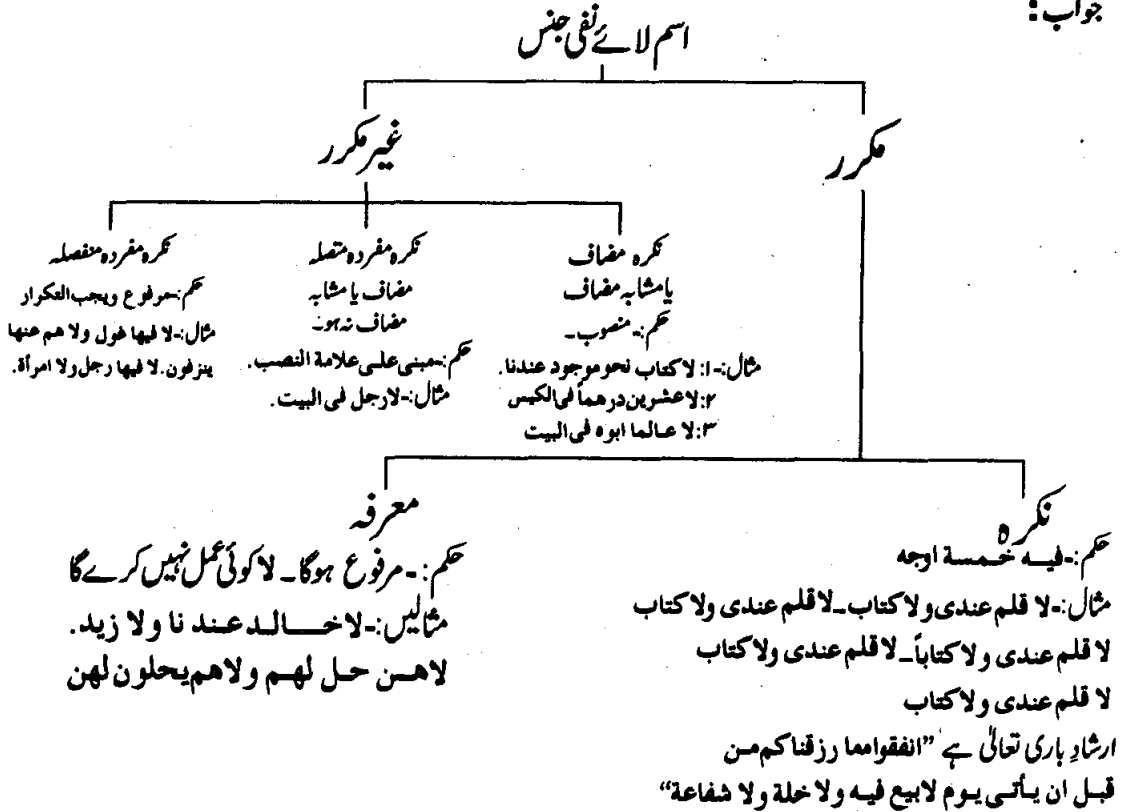 جواب:
اسم لائے نفی جنس
مکرر
غیر مکرر
نکرہ مضاف
یا مشابہ مضاف
حکم:۔ منصوب۔
مثال:۔ ۱: لا کتاب نحو موجود عندنا.
۲: لا عشرین درهماً فی الکیس
۳: لا عالما ابوه فی البیت
نکرہ مفردہ متصلہ
مضاف یا مشابہ
مضاف نہ ہو۔
حکم:۔ مبنی علی علامة النصب.
مثال:۔ لا رجل فی البیت.
نکرہ مفردہ منفصلہ
حکم:۔ مرفوع ویجب التکرار
مثال:۔ لا فیها غول ولا هم عنها
ینزفون. لا فیها رجل ولا امرأة.
نکرہ
حکم:۔ فیه خمسة اوجه
مثال:۔ لا قلم عندی ولا کتاب۔ لا قلم عندی ولا کتاب
لا قلم عندی ولا کتاباً۔ لا قلم عندی ولا کتاب
لا قلم عندی ولا کتاب
ارشادِ باری تعالیٰ ہے "انفقوا مما رزقناکم من
قبل ان یأتی یوم لا بیع فیه ولا خلة ولا شفاعة"
معرفہ
حکم:۔ مرفوع ہوگا۔ لا کوئی عمل نہیں کرے گا
مثالیں:۔ لا خالد عندنا ولا زید.
لا هن حل لهم ولا هم یحلون لهن